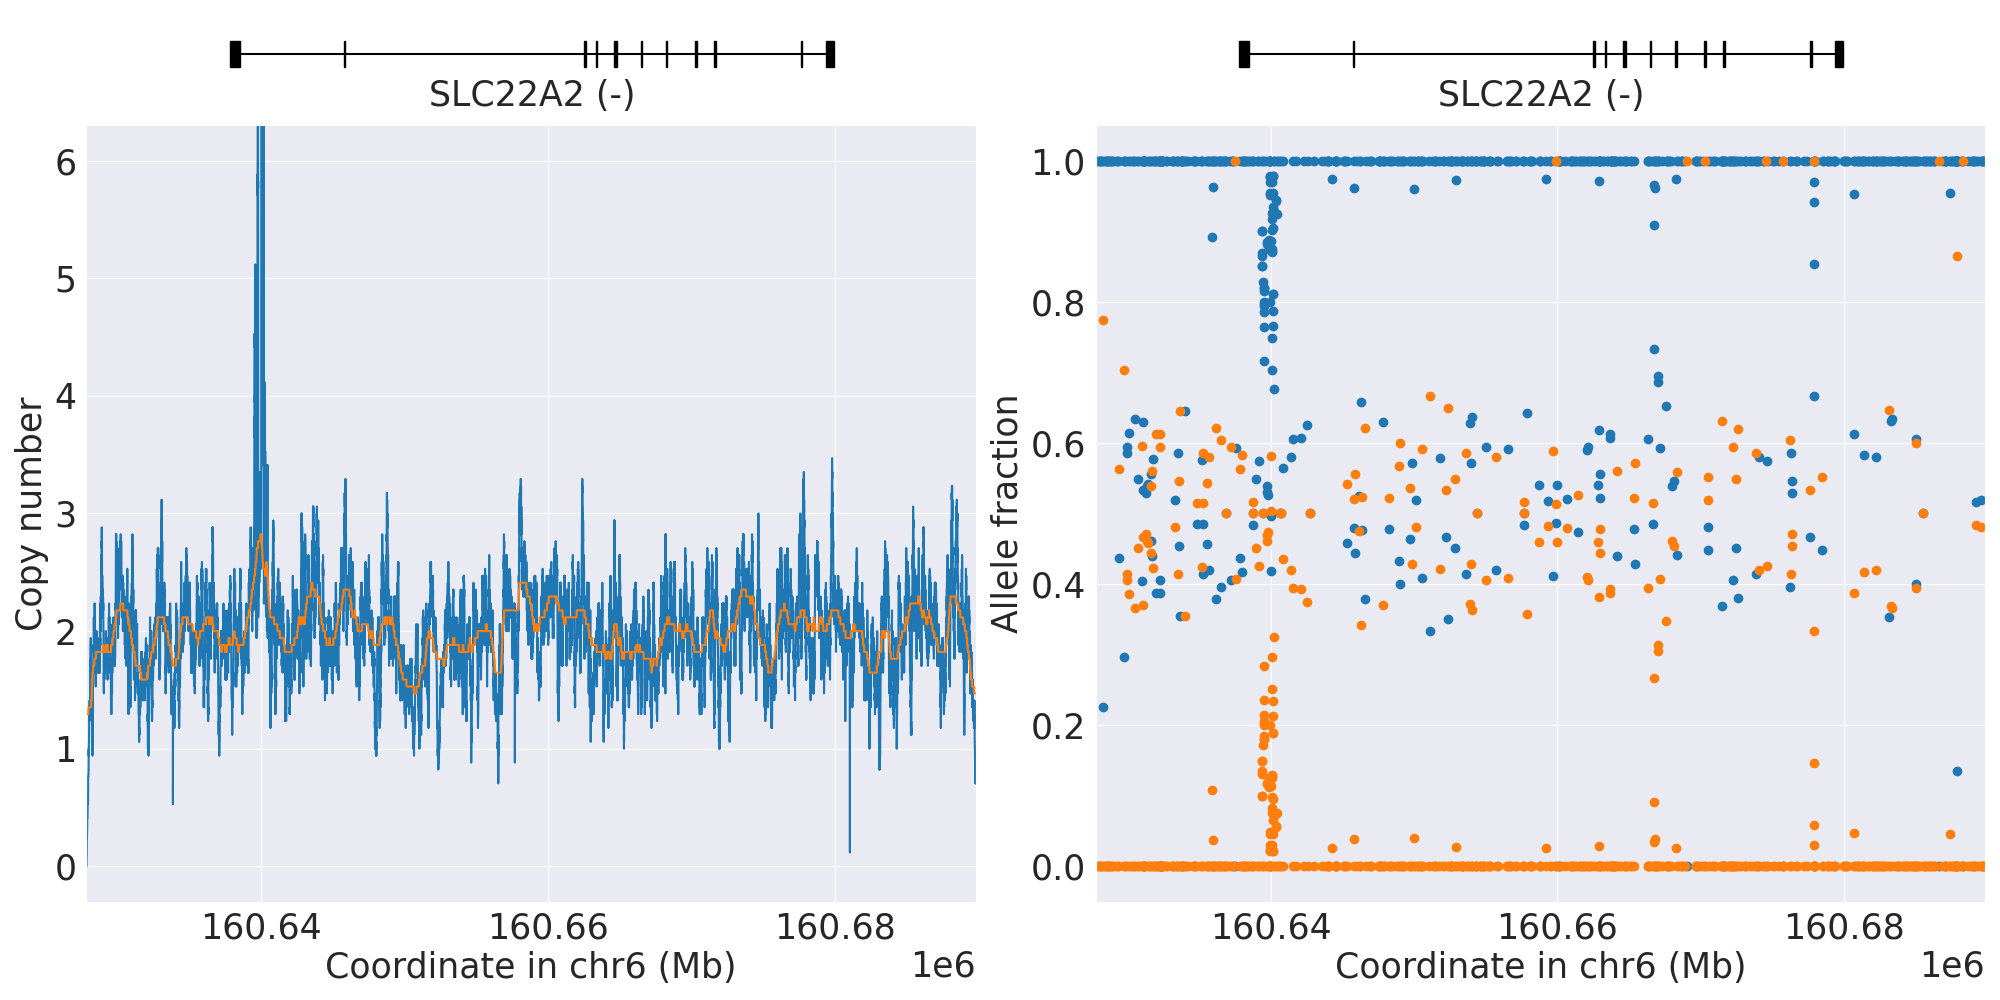 SLC22A2 (-)
6
5
4
3
2
1
0
Copy number
160.64
160.66
160.68
Coordinate in chr6 (Mb)
1e6
SLC22A2 (-)
1.0
0.8
0.6
0.4
0.2
0.0
Allele fraction
160.64
160.66
160.68
Coordinate in chr6 (Mb)
1e6